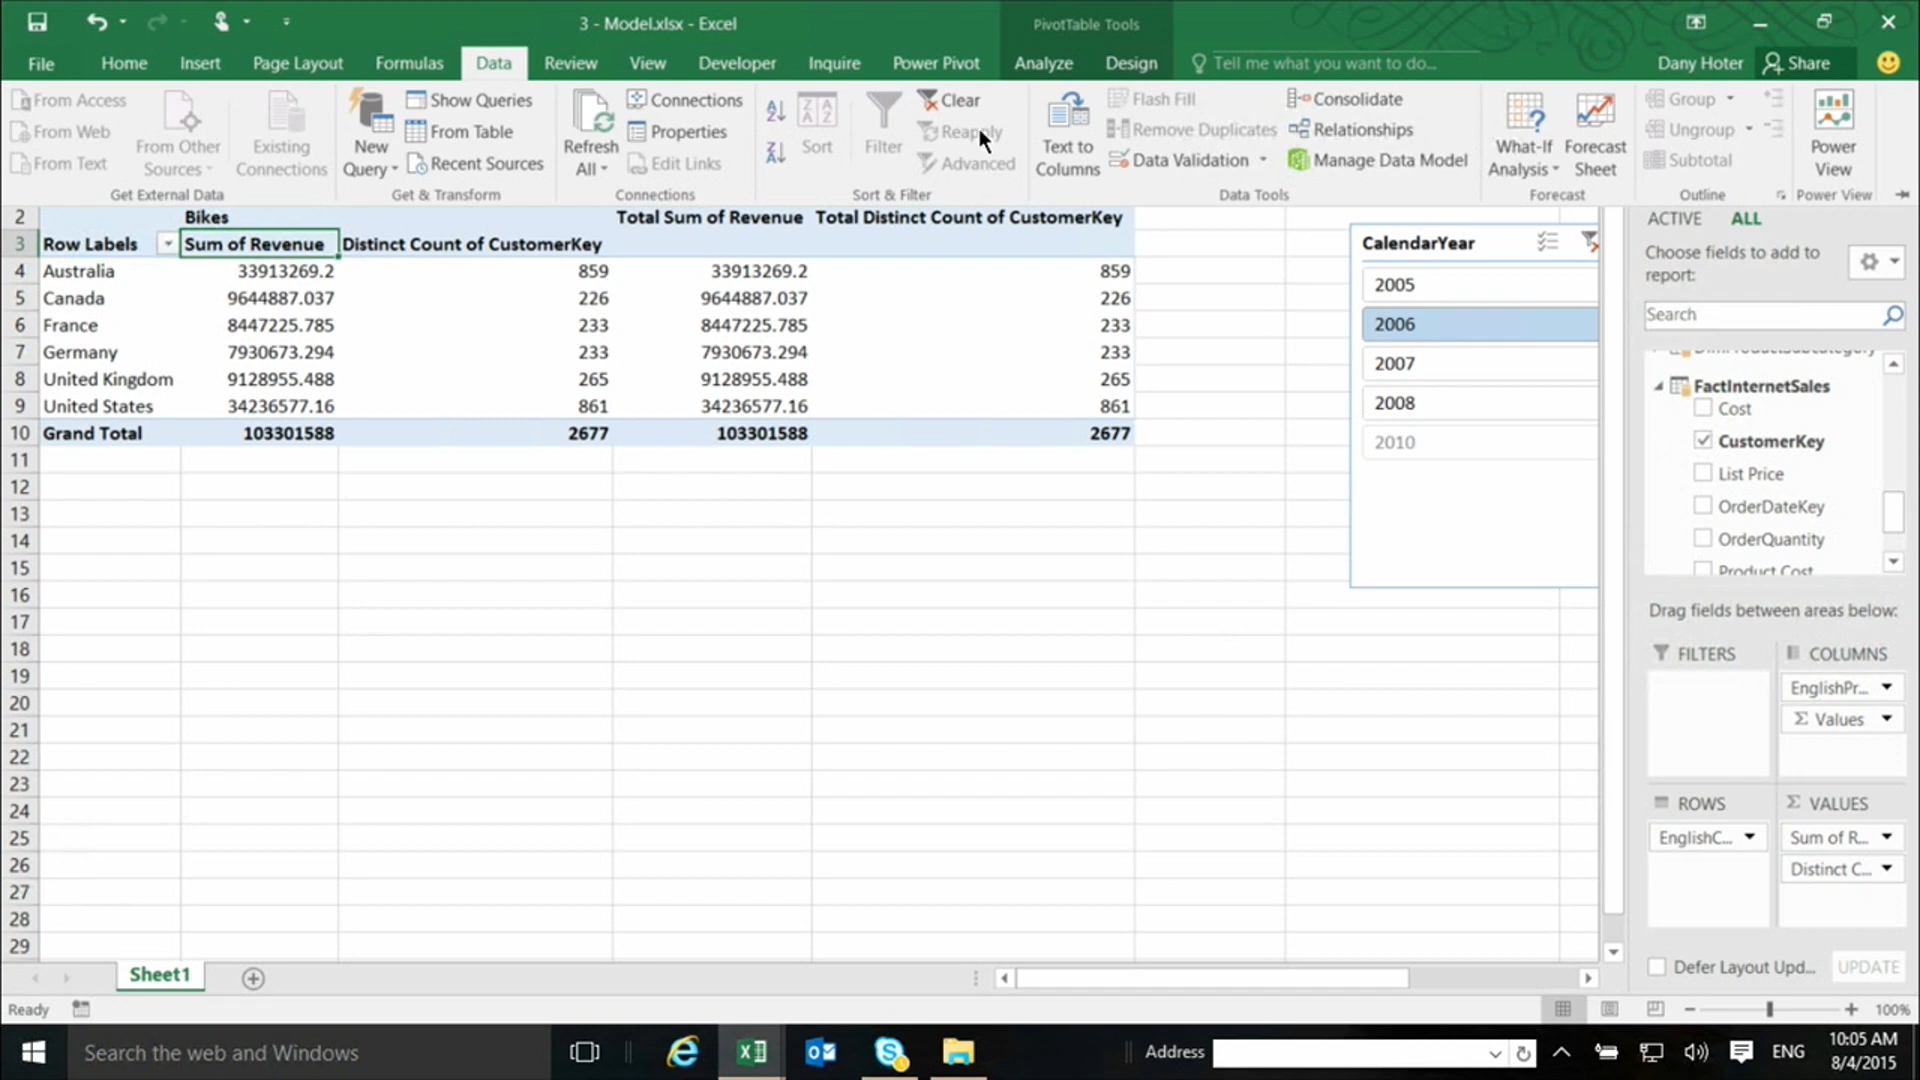 3 - Model.xlsx - Excel
PivotTable Tools
File Home Insert Page Layout Formulas Data Review View Developer Inquire Power Pivot Analyze Design Tell me what you want to do... Dany Hoter Share
From Access
From Web
From Text
From Other Sources
Existing Connections
Get External Data
New Query
Show Queries
From Table
Recent Sources
Get & Transform
Refresh All
Connections
Properties
Edit Links
Connections
Sort
Filter
Clear
Reapply
Advanced
Sort & Filter
Text to Columns
Flash Fill
Remove Duplicates
Data Validation
Consolidate
Relationships
Manage Data Model
Data Tools
What-If Analysis
Forecast Sheet
Forecast
Group
Ungroup
Subtotal
Outline
Power View
Power View
2 Bikes Total Sum of Revenue Total Distinct Count of CustomerKey
3 Row Labels Sum of Revenue Distinct Count of CustomerKey
4 Australia 33913269.2 859 33913269.2 859
5 Canada 9644887.037 226 9644887.037 226
6 France 8447225.785 233 8447225.785 233
7 Germany 7930673.294 233 7930673.294 233
8 United Kingdom 9128955.488 265 9128955.488 265
9 United States 34236577.16 861 34236577.16 861
10 Grand Total 103301588 2677 103301588 2677
11
12
13
14
15
16
17
18
19
20
21
22
23
24
25
26
27
28
29
CalendarYear
2005
2006
2007
2008
2010
ACTIVE ALL
Choose fields to add to
report:
Search
FactInternetSales
Cost
CustomerKey
List Price
OrderDateKey
OrderQuantity
Product Cost
Drag fields between areas below:
FILTERS
COLUMNS
EnglishPr...
Σ Values
ROWS
EnglishC...
Σ VALUES
Sum of R...
Distinct C...
Defer Layout Upd... UPDATE
Sheet1
Ready
100%
Search the web and Windows
Address
ENG
10:05 AM
8/4/2015